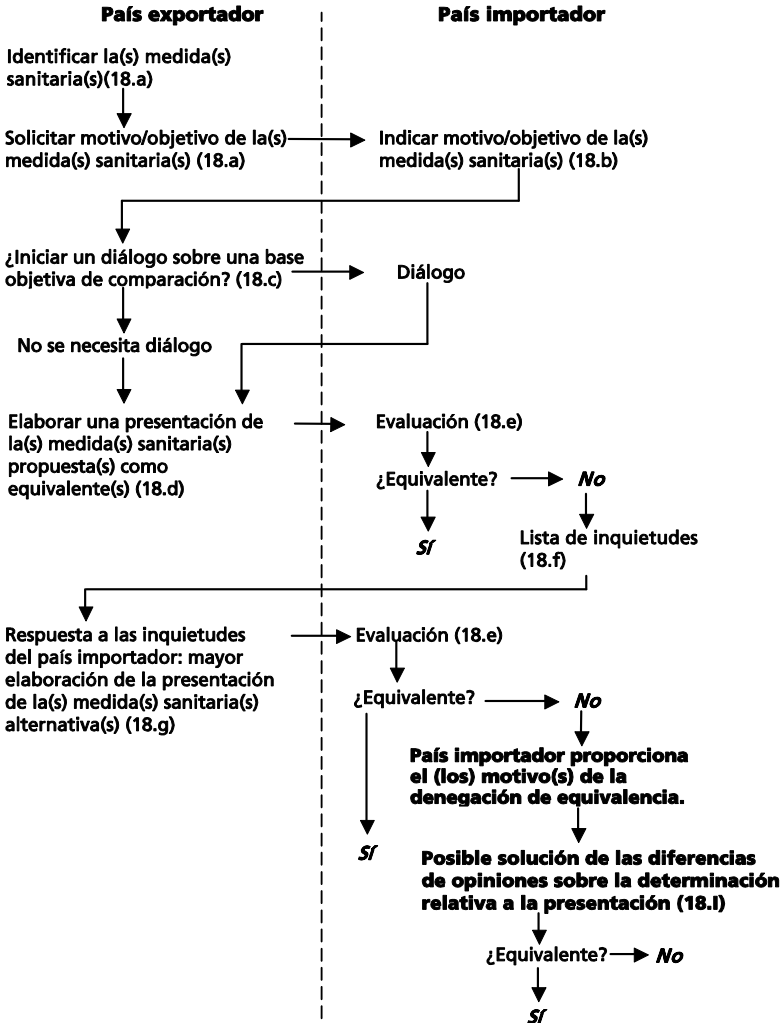 País exportador
País importador
Identificar la(s) medida(s)
sanitaria(s)(18.a)
Solicitar motivo/objetivo de la(s)
medida(s) sanitaria(s) (18.a)
Indicar motivo/objetivo de la(s)
medida(s) sanitaria(s) (18.b)
¿Iniciar un diálogo sobre una base
objetiva de comparación? (18.c)
Diálogo
No se necesita diálogo
Elaborar una presentación de
la(s) medida(s) sanitaria(s)
propuesta(s) como
equivalente(s) (18.d)
Evaluación (18.e)
¿Equivalente?
No
Sí
Lista de inquietudes
(18.f)
Respuesta a las inquietudes
del país importador: mayor
elaboración de la presentación
de la(s) medida(s) sanitaria(s)
alternativa(s) (18.g)
Evaluación (18.e)
¿Equivalente?
No
Sí
País importador proporciona
el (los) motivo(s) de la
denegación de equivalencia.
Posible solución de las diferencias
de opiniones sobre la determinación
relativa a la presentación (18.I)
¿Equivalente?
No
Sí